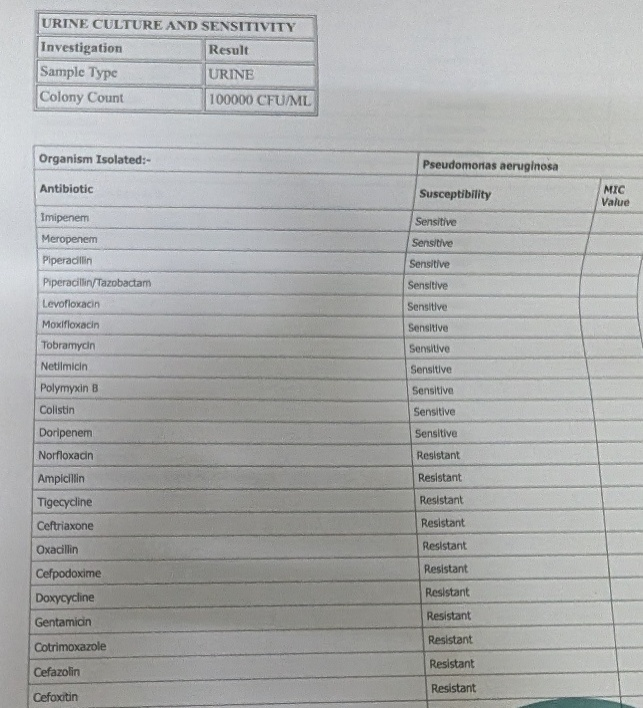 URINE CULTURE AND SENSITIVITY
Investigation Result
Sample Type URINE
Colony Count 100000 CFU/ML
Organism Isolated:- Pseudomonas aeruginosa
Antibiotic Susceptibility MIC Value
Imipenem Sensitive
Meropenem Sensitive
Piperacillin Sensitive
Piperacillin/Tazobactam Sensitive
Levofloxacin Sensitive
Moxifloxacin Sensitive
Tobramycin Sensitive
Netilmicin Sensitive
Polymyxin B Sensitive
Colistin Sensitive
Doripenem Sensitive
Norfloxacin Resistant
Ampicillin Resistant
Tigecycline Resistant
Ceftriaxone Resistant
Oxacillin Resistant
Cefpodoxime Resistant
Doxycycline Resistant
Gentamicin Resistant
Cotrimoxazole Resistant
Cefazolin Resistant
Cefoxitin Resistant